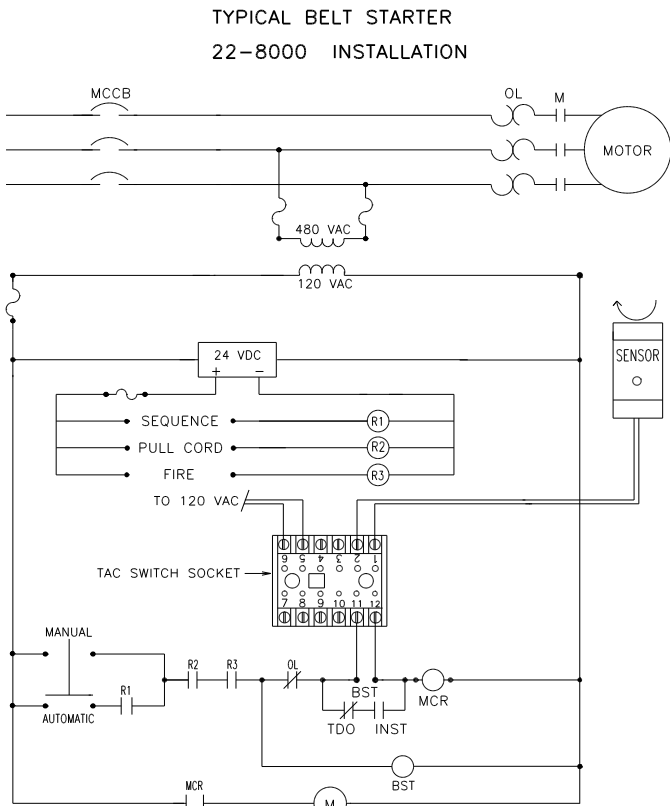 TYPICAL BELT STARTER
22-8000 INSTALLATION
MCCB
OL
M
MOTOR
480 VAC
120 VAC
24 VDC
+ -
SENSOR
SEQUENCE
R1
PULL CORD
R2
FIRE
R3
TO 120 VAC
6 5 4 3 2 1
TAC SWITCH SOCKET
7 8 9 10 11 12
MANUAL
R2
R3
OL
R1
BST
MCR
AUTOMATIC
TDO
INST
BST
MCR
M